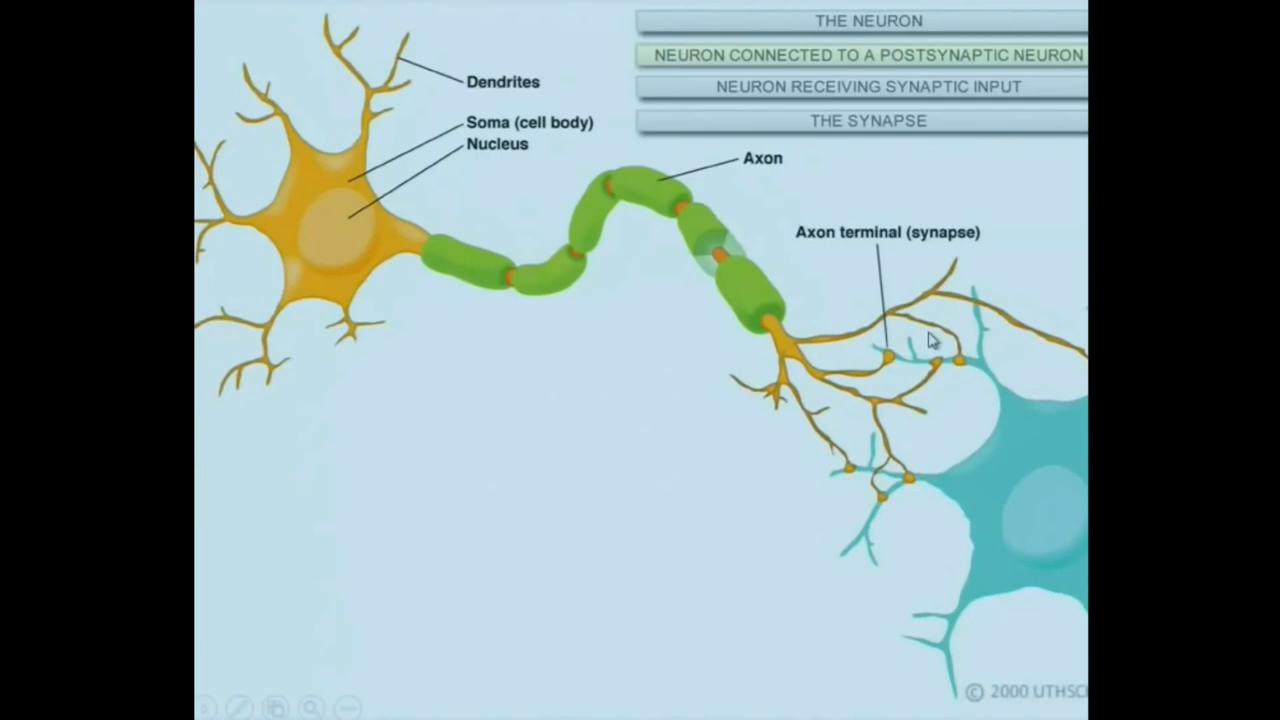 THE NEURON
NEURON CONNECTED TO A POSTSYNAPTIC NEURON
NEURON RECEIVING SYNAPTIC INPUT
THE SYNAPSE
Dendrites
Soma (cell body)
Nucleus
Axon
Axon terminal (synapse)
© 2000 UTHSC